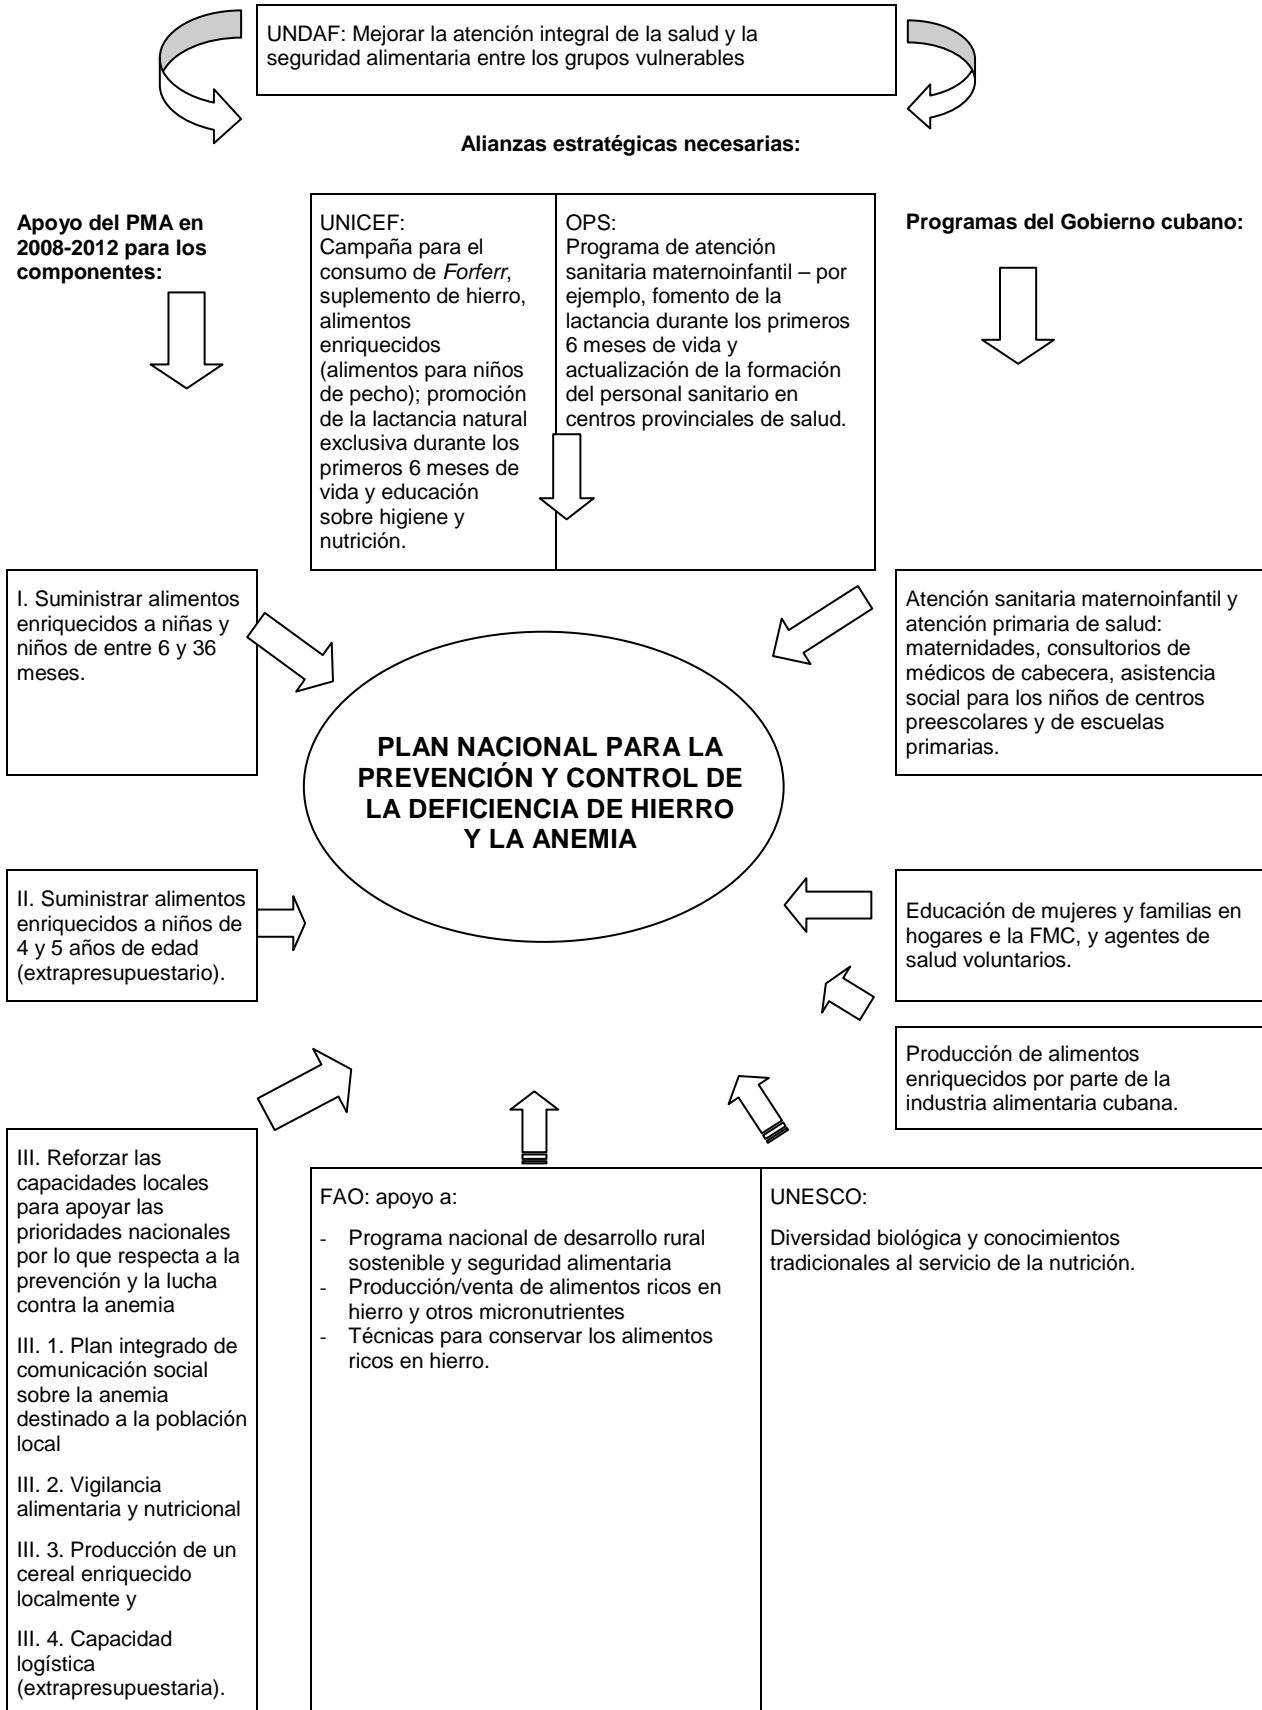 UNDAF: Mejorar la atención integral de la salud y la
seguridad alimentaria entre los grupos vulnerables
Alianzas estratégicas necesarias:
Apoyo del PMA en
2008-2012 para los
componentes:
UNICEF:
Campaña para el
consumo de Forferr,
suplemento de hierro,
alimentos
enriquecidos
(alimentos para niños
de pecho); promoción
de la lactancia natural
exclusiva durante los
primeros 6 meses de
vida y educación
sobre higiene y
nutrición.
OPS:
Programa de atención
sanitaria maternoinfantil – por
ejemplo, fomento de la
lactancia durante los primeros
6 meses de vida y
actualización de la formación
del personal sanitario en
centros provinciales de salud.
Programas del Gobierno cubano:
I. Suministrar alimentos
enriquecidos a niñas y
niños de entre 6 y 36
meses.
Atención sanitaria maternoinfantil y
atención primaria de salud:
maternidades, consultorios de
médicos de cabecera, asistencia
social para los niños de centros
preescolares y de escuelas
primarias.
PLAN NACIONAL PARA LA
PREVENCIÓN Y CONTROL DE
LA DEFICIENCIA DE HIERRO
Y LA ANEMIA
II. Suministrar alimentos
enriquecidos a niños de
4 y 5 años de edad
(extrapresupuestario).
Educación de mujeres y familias en
hogares e la FMC, y agentes de
salud voluntarios.
Producción de alimentos
enriquecidos por parte de la
industria alimentaria cubana.
III. Reforzar las
capacidades locales
para apoyar las
prioridades nacionales
por lo que respecta a la
prevención y la lucha
contra la anemia
III. 1. Plan integrado de
comunicación social
sobre la anemia
destinado a la población
local
III. 2. Vigilancia
alimentaria y nutricional
III. 3. Producción de un
cereal enriquecido
localmente y
III. 4. Capacidad
logística
(extrapresupuestaria).
FAO: apoyo a:
- Programa nacional de desarrollo rural
sostenible y seguridad alimentaria
- Producción/venta de alimentos ricos en
hierro y otros micronutrientes
- Técnicas para conservar los alimentos
ricos en hierro.
UNESCO:
Diversidad biológica y conocimientos
tradicionales al servicio de la nutrición.